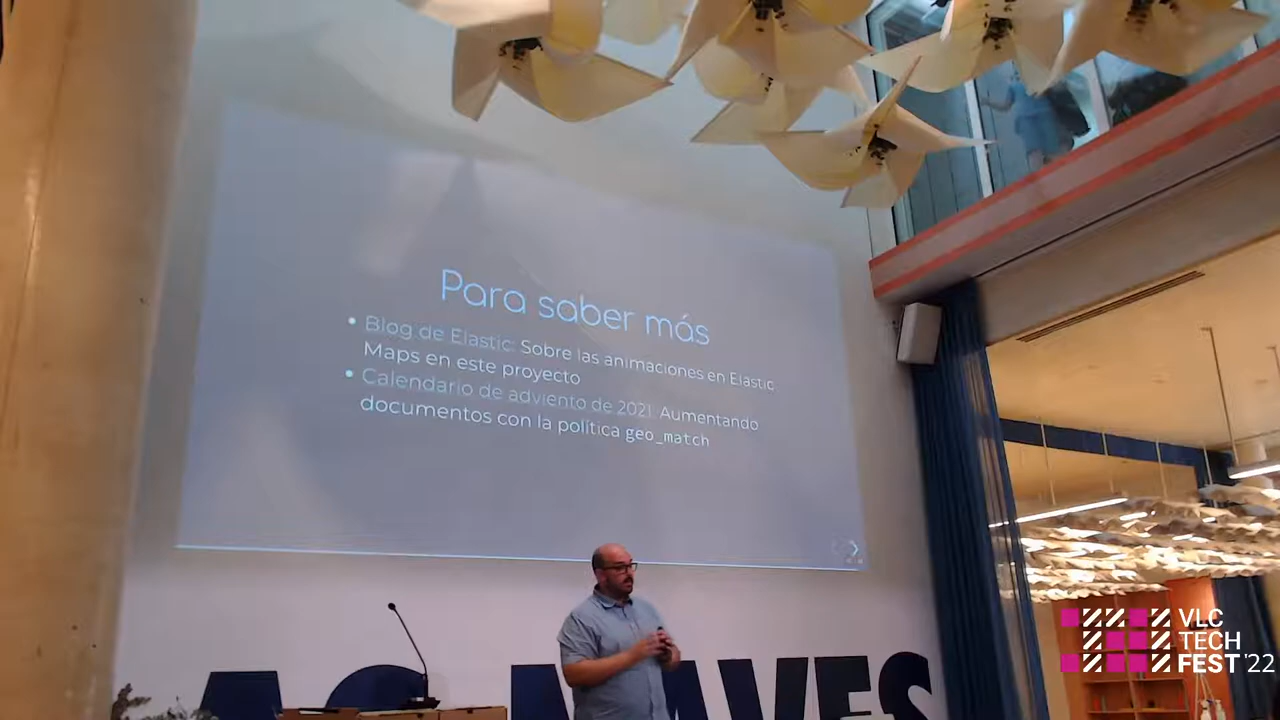 Para saber más
• Blog de Elastic: Sobre las animaciones en Elastic
Maps en este proyecto
• Calendario de adviento de 2021: Aumentando
documentos con la política geo_match
NAVES
VLC
TECH
FEST'22